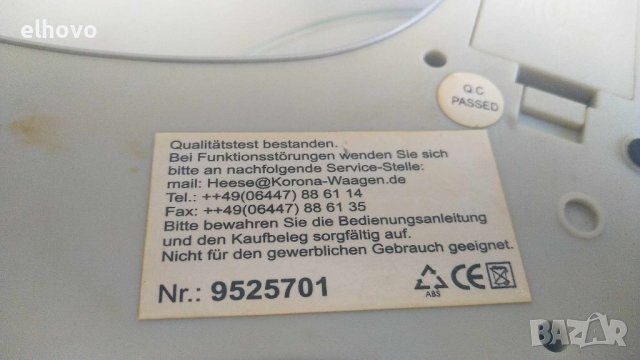 elhovo
Q.C
PASSED
Qualitätstest bestanden.
Bei Funktionsstörungen wenden Sie sich
bitte an nachfolgende Service-Stelle:
mail: Heese@Korona-Waagen.de
Tel.: ++49(06447) 88 61 14
Fax: ++49(06447) 88 61 35
Bitte bewahren Sie die Bedienungsanleitung
und den Kaufbeleg sorgfältig auf.
Nicht für den gewerblichen Gebrauch geeignet.
Nr.: 9525701
ABS
CE
BAZAR